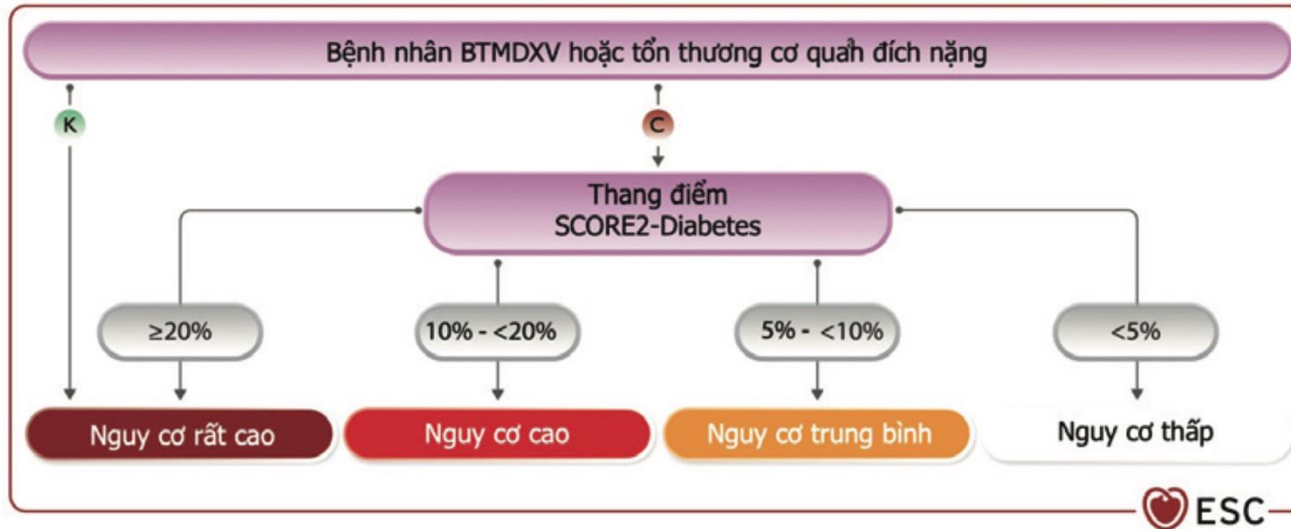 Bệnh nhân BTMDXV hoặc tổn thương cơ quan đích nặng
K
C
Thang điểm
SCORE2-Diabetes
≥20%
10% - <20%
5% - <10%
<5%
Nguy cơ rất cao
Nguy cơ cao
Nguy cơ trung bình
Nguy cơ thấp
ESC